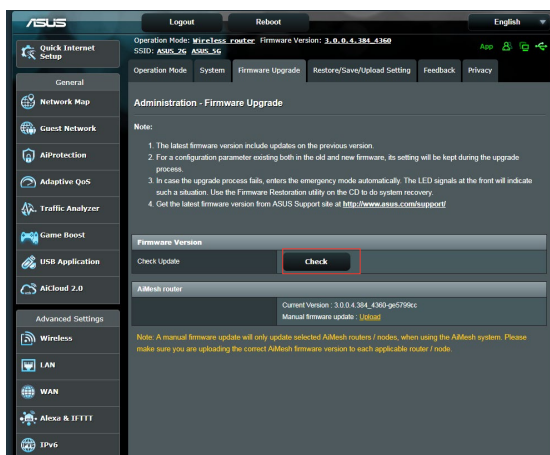 ASUS
Logout
Reboot
English
Quick Internet
Setup
Operation Mode: Wireless router Firmware Version: 3.0.0.4.384_4360
SSID: ASUS_2G ASUS_5G
App
Operation Mode
System
Firmware Upgrade
Restore/Save/Upload Setting
Feedback
Privacy
General
Network Map
Guest Network
AiProtection
Adaptive QoS
Traffic Analyzer
Game Boost
USB Application
AiCloud 2.0
Advanced Settings
Wireless
LAN
WAN
Alexa & IFTTT
IPv6
Administration - Firmware Upgrade
Note:
1. The latest firmware version include updates on the previous version.
2. For a configuration parameter existing both in the old and new firmware, its setting will be kept during the upgrade
process.
3. In case the upgrade process fails, enters the emergency mode automatically. The LED signals at the front will indicate
such a situation. Use the Firmware Restoration utility on the CD to do system recovery.
4. Get the latest firmware version from ASUS Support site at http://www.asus.com/support/
Firmware Version
Check Update
Check
AiMesh router
Current Version : 3.0.0.4.384_4360-ge5799cc
Manual firmware update : Upload
Note: A manual firmware update will only update selected AiMesh routers / nodes, when using the AiMesh system. Please
make sure you are uploading the correct AiMesh firmware version to each applicable router / node.